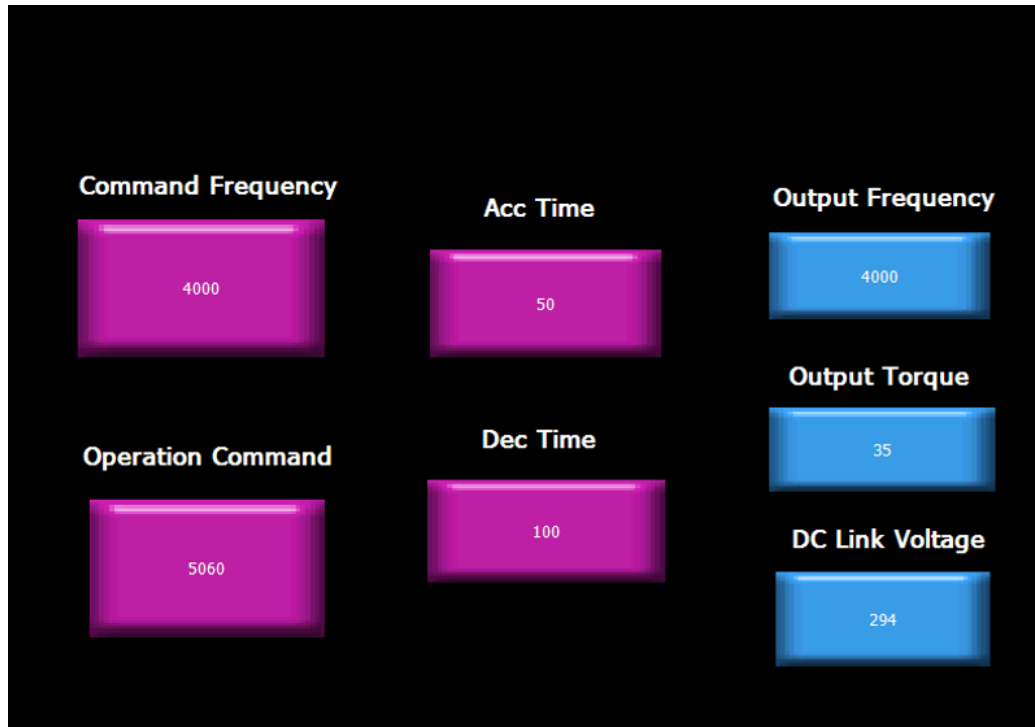 Command Frequency
4000
Acc Time
50
Output Frequency
4000
Output Torque
35
Operation Command
5060
Dec Time
100
DC Link Voltage
294